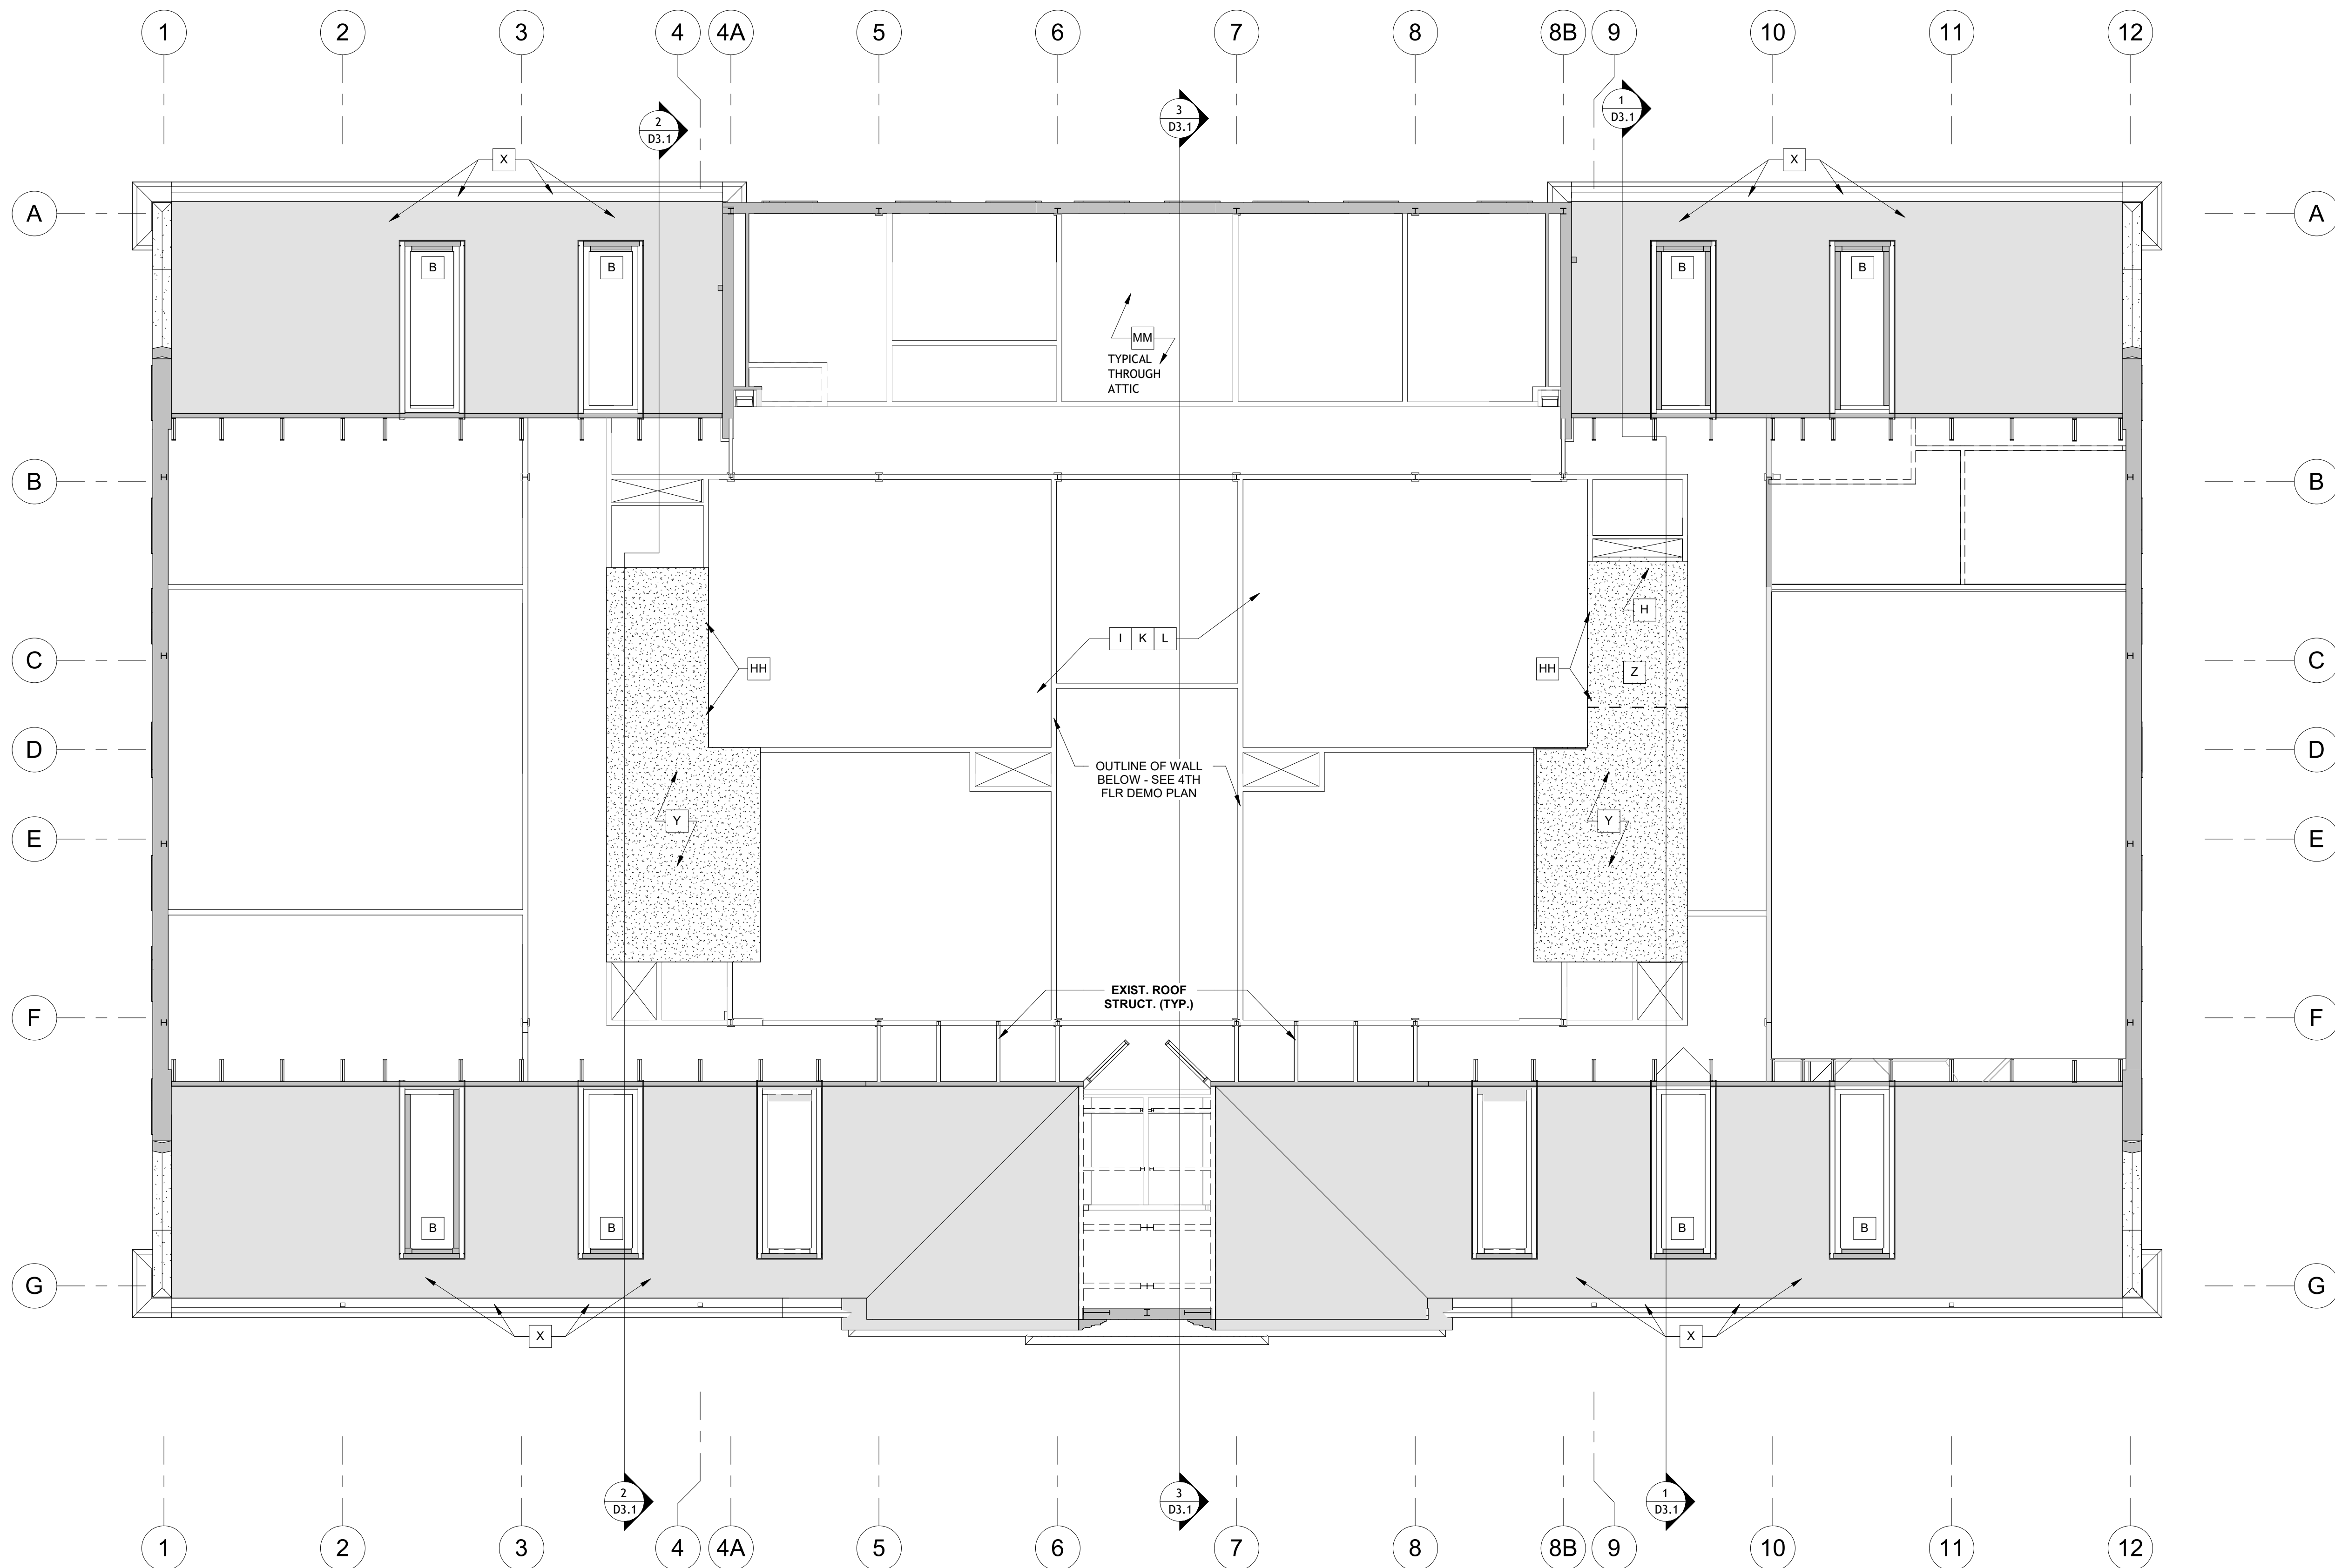 1
2
3
4
4A
5
6
7
8
8B
9
10
11
12
2
D3.1
3
D3.1
1
D3.1
X
X
A
A
B
B
B
B
MM
TYPICAL
THROUGH
ATTIC
B
B
H
I K L
C
C
HH
HH
Z
D
D
OUTLINE OF WALL
BELOW - SEE 4TH
FLR DEMO PLAN
Y
Y
E
E
EXIST. ROOF
STRUCT. (TYP.)
F
F
B
B
B
B
G
G
X
X
2
D3.1
3
D3.1
1
D3.1
1
2
3
4
4A
5
6
7
8
8B
9
10
11
12